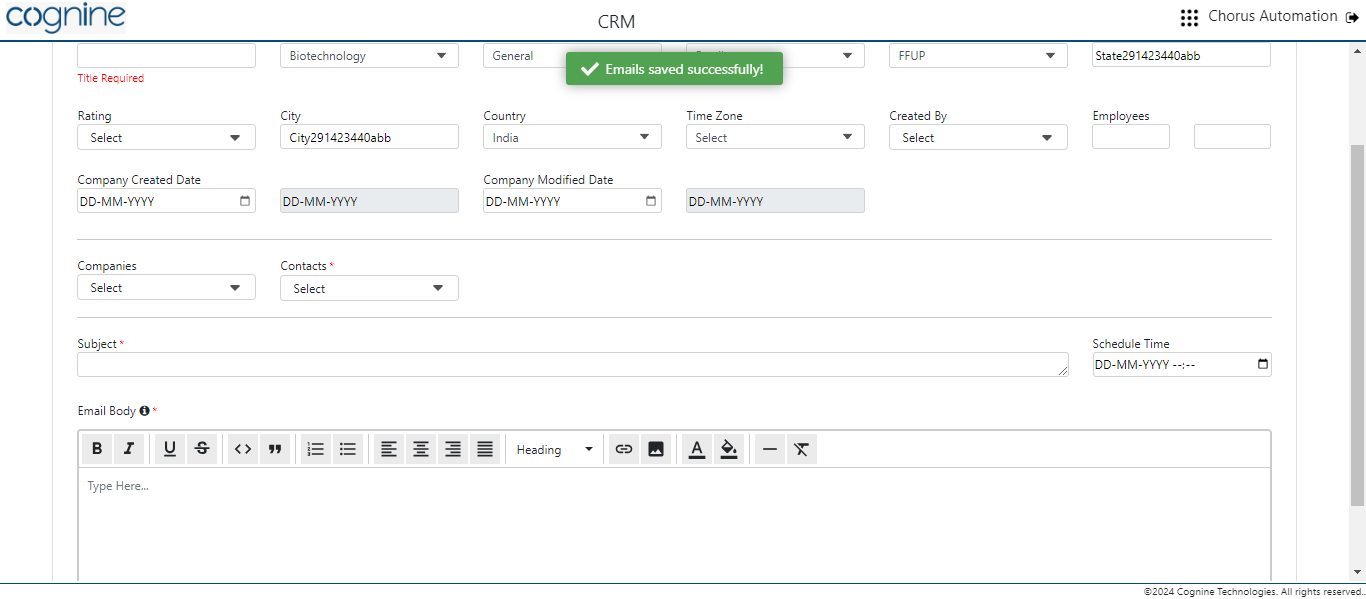 cognine
CRM
Chorus Automation
Biotechnology
General
FFUP
State291423440abb
Emails saved successfully!
Title Required
Rating
City
Country
Time Zone
Created By
Employees
Select
City291423440abb
India
Select
Select
Company Created Date
Company Modified Date
DD-MM-YYYY
DD-MM-YYYY
DD-MM-YYYY
DD-MM-YYYY
Companies
Contacts *
Select
Select
Subject *
Schedule Time
DD-MM-YYYY --:--
Email Body *
Heading
Type Here...
©2024 Cognine Technologies. All rights reserved.